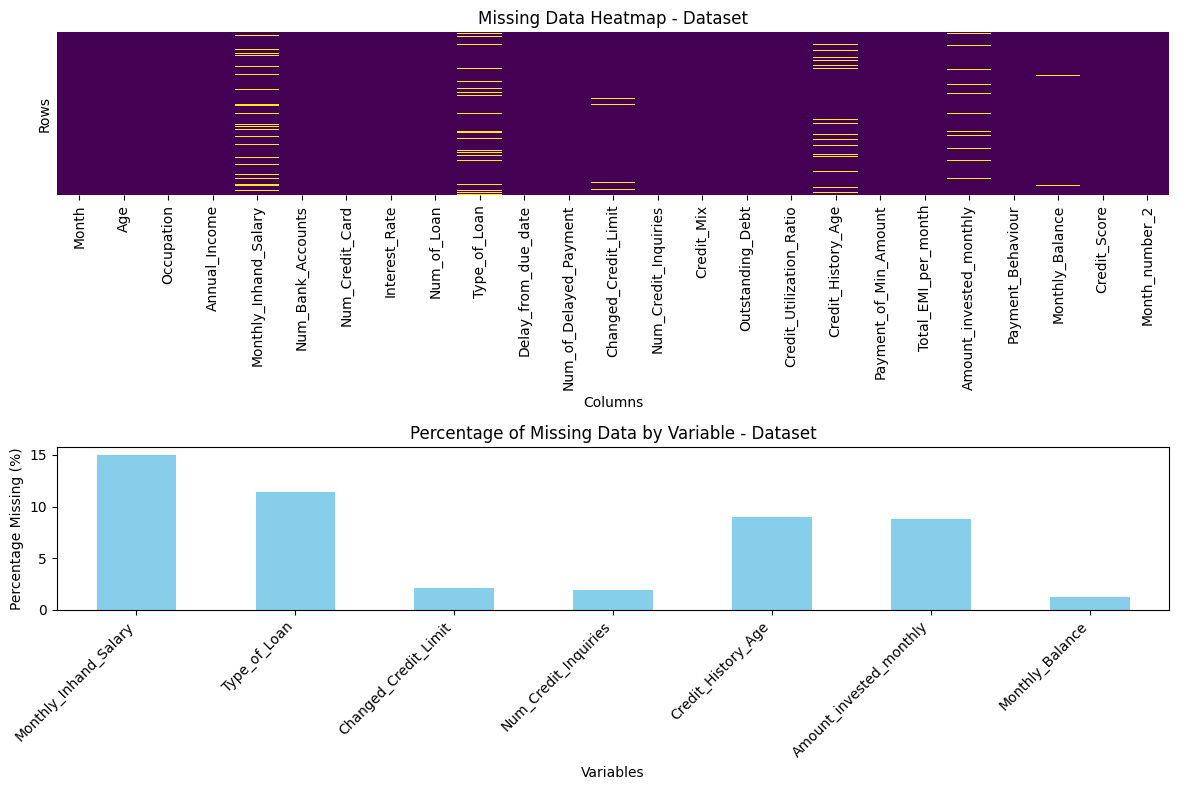 Missing Data Heatmap - Dataset
Rows
Month
Age
Occupation
Annual_Income
Monthly_Inhand_Salary
Num_Bank_Accounts
Num_Credit_Card
Interest_Rate
Num_of_Loan
Type_of_Loan
Delay_from_due_date
Num_of_Delayed_Payment
Changed_Credit_Limit
Num_Credit_Inquiries
Credit_Mix
Outstanding_Debt
Credit_Utilization_Ratio
Credit_History_Age
Payment_of_Min_Amount
Total_EMI_per_month
Amount_invested_monthly
Payment_Behaviour
Monthly_Balance
Credit_Score
Month_number_2
Columns
Percentage of Missing Data by Variable - Dataset
Percentage Missing (%)
15
10
5
0
Monthly_Inhand_Salary
Type_of_Loan
Changed_Credit_Limit
Num_Credit_Inquiries
Credit_History_Age
Amount_invested_monthly
Monthly_Balance
Variables